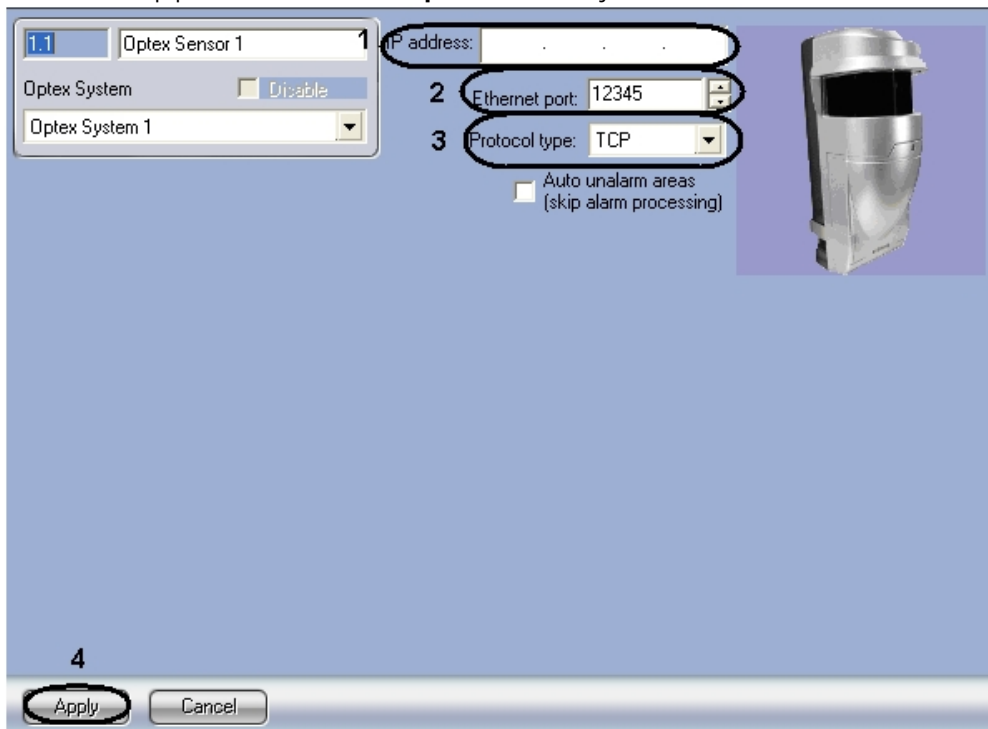 1.1 Optex Sensor 1
Optex System Disable
Optex System 1
1 IP address: . . .
2 Ethernet port: 12345
3 Protocol type: TCP
Auto unalarm areas
(skip alarm processing)
4
Apply Cancel